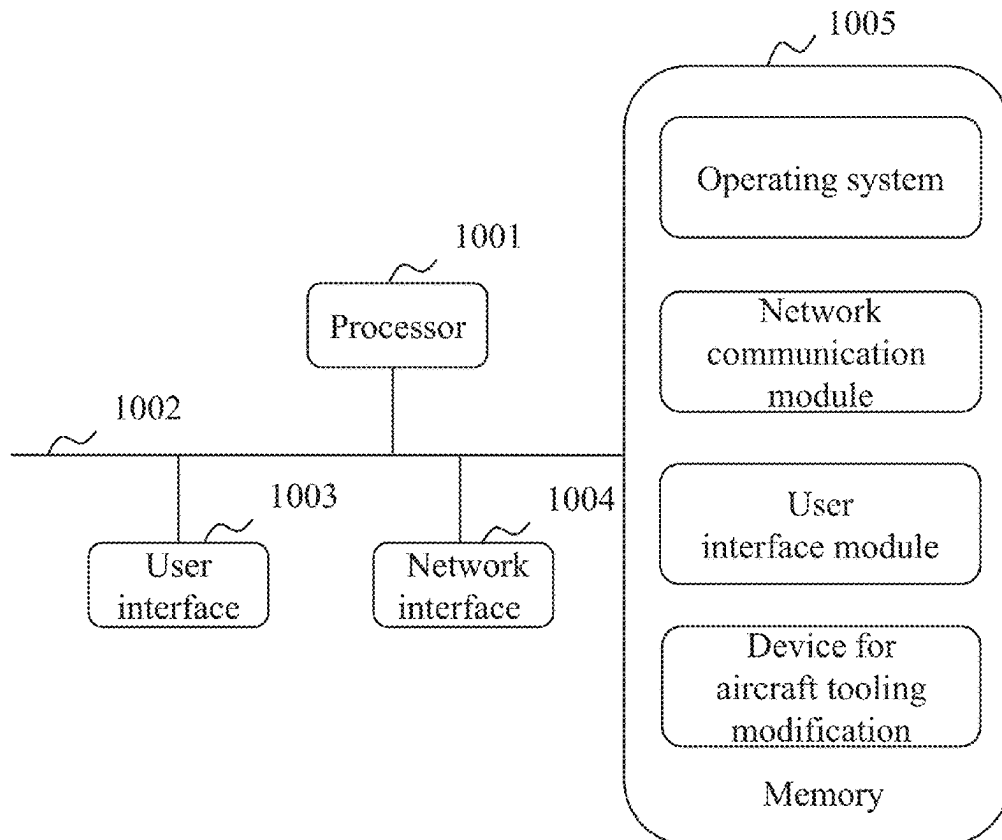 1005
Operating system
1001
Processor
Network
communication
module
1002
1003
1004
User
interface
Network
interface
User
interface module
Device for
aircraft tooling
modification
Memory